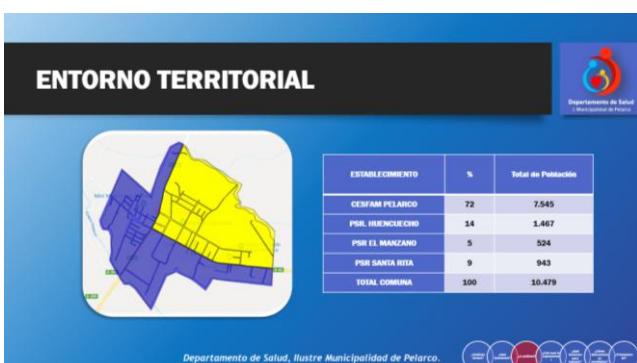 ENTORNO TERRITORIAL
Departamento de Salud
I. Municipalidad de Pelarco
ESTABLECIMIENTO % Total de Población
CESFAM PELARCO 72 7.545
PSR. HUENCUECHO 14 1.467
PSR EL MANZANO 5 524
PSR SANTA RITA 9 943
TOTAL COMUNA 100 10.479
Departamento de Salud, Ilustre Municipalidad de Pelarco.